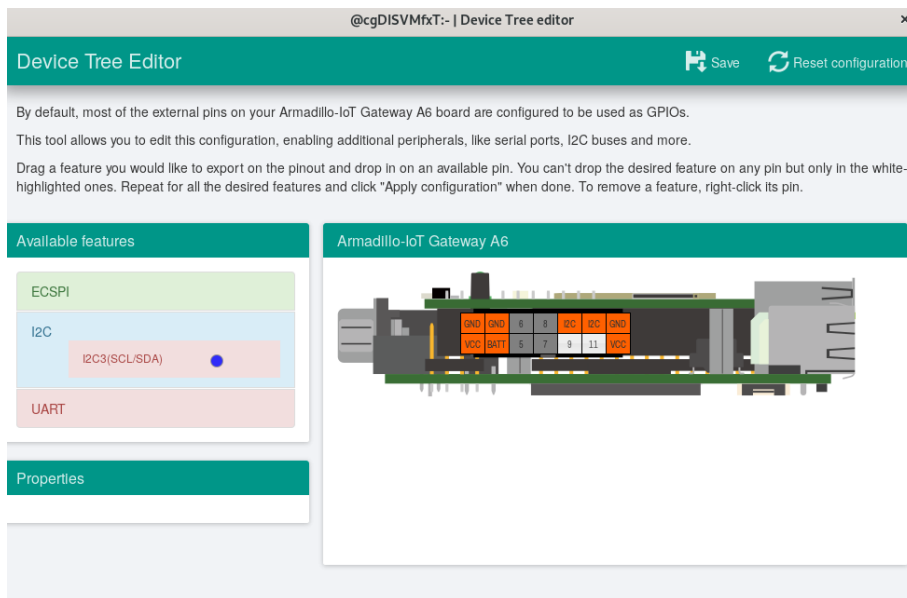 @cgDISVMfxT:~ | Device Tree editor
Device Tree Editor
Save
Reset configuration
By default, most of the external pins on your Armadillo-IoT Gateway A6 board are configured to be used as GPIOs.
This tool allows you to edit this configuration, enabling additional peripherals, like serial ports, I2C buses and more.
Drag a feature you would like to export on the pinout and drop in on an available pin. You can't drop the desired feature on any pin but only in the white-
highlighted ones. Repeat for all the desired features and click "Apply configuration" when done. To remove a feature, right-click its pin.
Available features
Armadillo-IoT Gateway A6
ECSPI
I2C
I2C3(SCL/SDA)
UART
GND GND 6 8 I2C I2C GND
VCC BATT 5 7 9 11 VCC
Properties